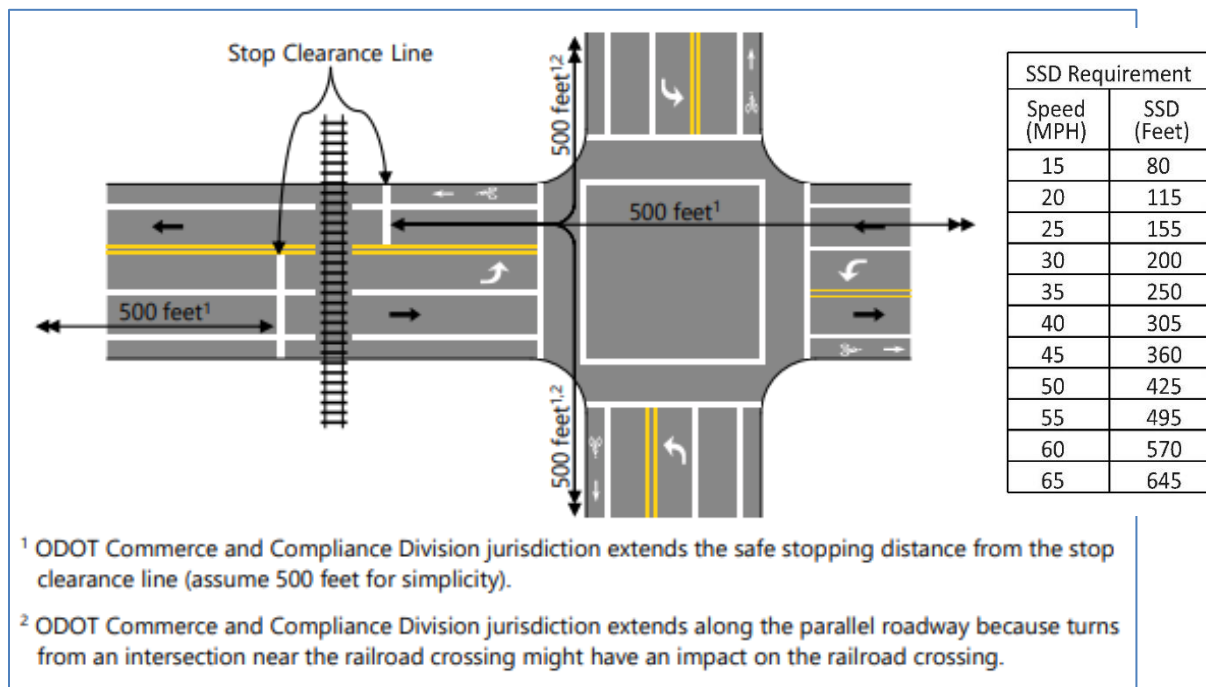 Stop Clearance Line
500 feet1,2
500 feet¹
500 feet¹
500 feet1,2
SSD Requirement
Speed (MPH) SSD (Feet)
15 80
20 115
25 155
30 200
35 250
40 305
45 360
50 425
55 495
60 570
65 645
¹ ODOT Commerce and Compliance Division jurisdiction extends the safe stopping distance from the stop
clearance line (assume 500 feet for simplicity).
² ODOT Commerce and Compliance Division jurisdiction extends along the parallel roadway because turns
from an intersection near the railroad crossing might have an impact on the railroad crossing.